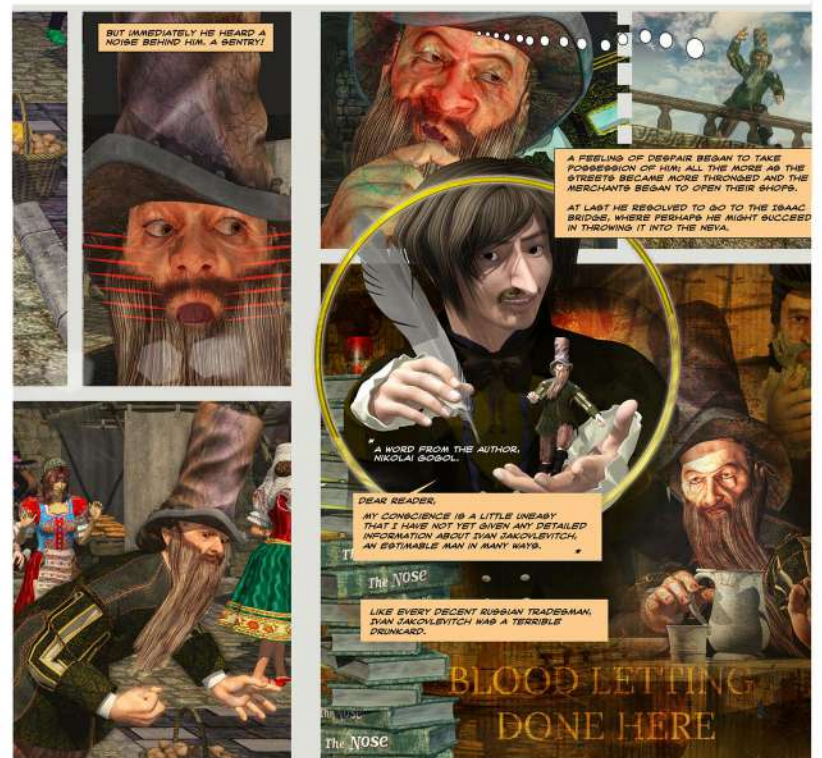 BUT IMMEDIATELY HE HEARD A
NOISE BEHIND HIM. A SENTRY!
A FEELING OF DESPAIR BEGAN TO TAKE
POSSESSION OF HIM; ALL THE MORE AS THE
STREETS BECAME MORE THRONGED AND THE
MERCHANTS BEGAN TO OPEN THEIR SHOPS.
AT LAST HE RESOLVED TO GO TO THE ISAAC
BRIDGE, WHERE PERHAPS HE MIGHT SUCCEED
IN THROWING IT INTO THE NEVA.
"A WORD FROM THE AUTHOR,
NIKOLAI GOGOL.
DEAR READER,
MY CONSCIENCE IS A LITTLE UNEASY
THAT I HAVE NOT YET GIVEN ANY DETAILED
INFORMATION ABOUT IVAN JAKOVLEVITCH,
AN ESTIMABLE MAN IN MANY WAYS. "
The NOSE
LIKE EVERY DECENT RUSSIAN TRADESMAN,
IVAN JAKOVLEVITCH WAS A TERRIBLE
DRUNKARD.
BLOOD LETTING
DONE HERE
The NOSE
The NOSE